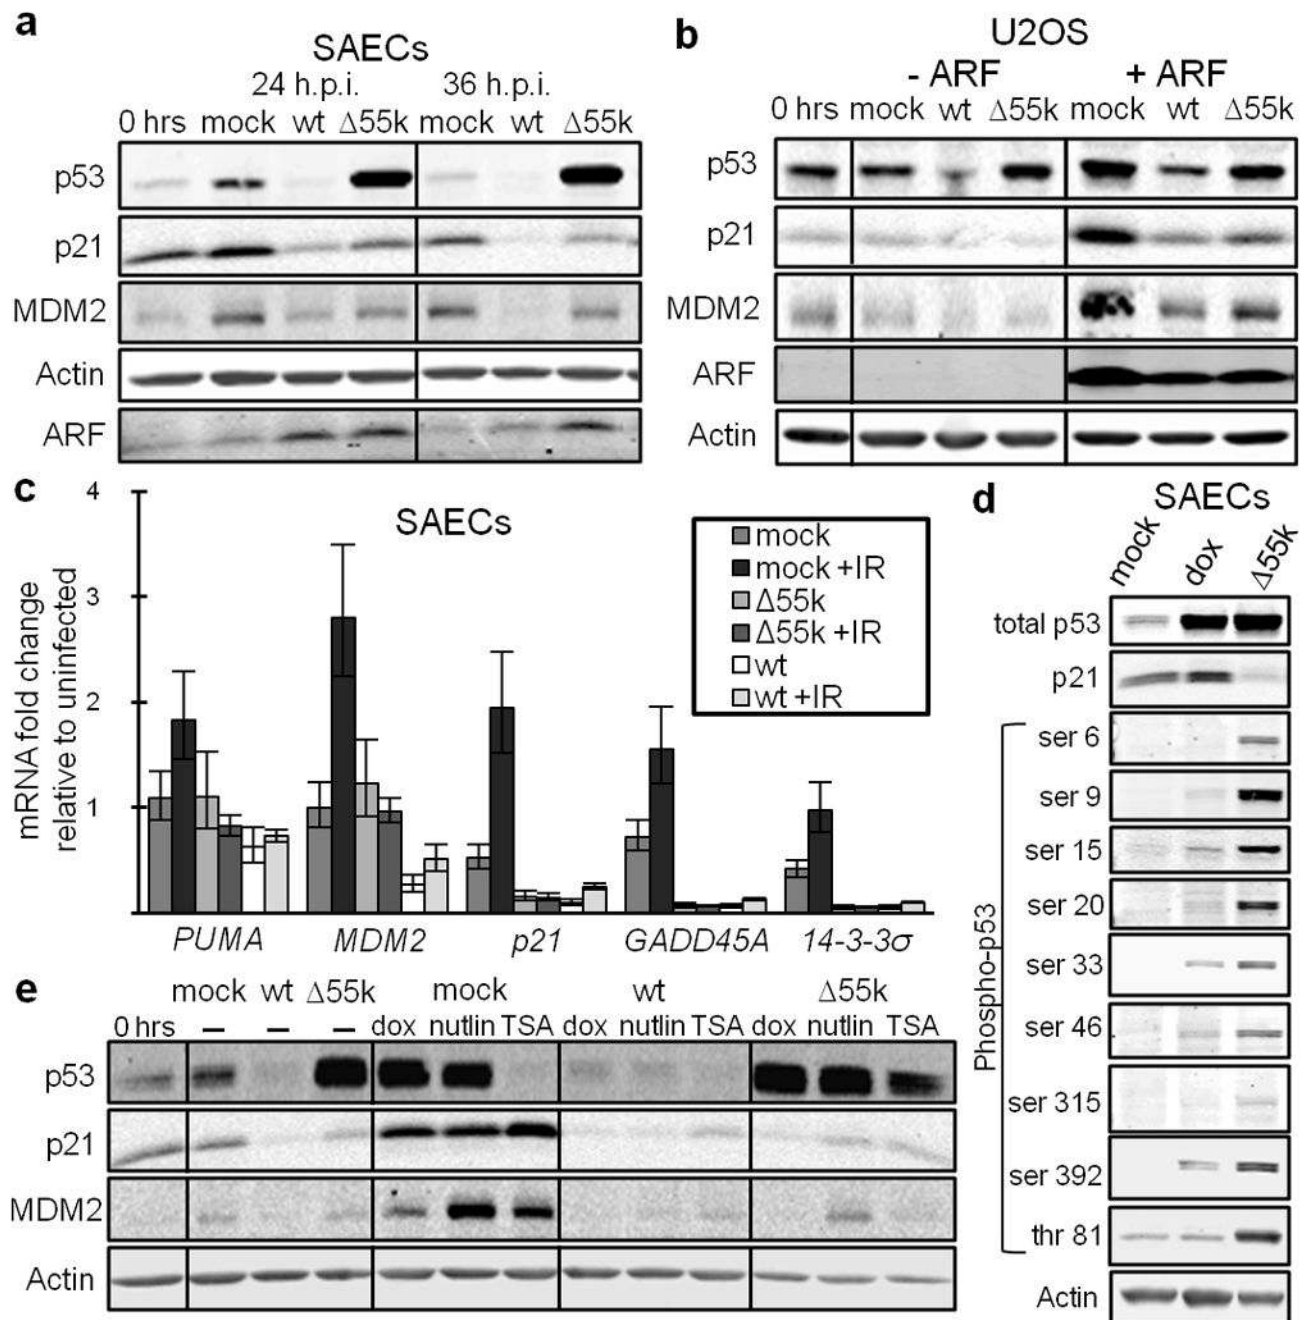 a
SAECs
24 h.p.i. 36 h.p.i.
0 hrs mock wt Δ55k mock wt Δ55k
p53
p21
MDM2
Actin
ARF
b
U2OS
- ARF + ARF
0 hrs mock wt Δ55k mock wt Δ55k
p53
p21
MDM2
ARF
Actin
c
SAECs
mRNA fold change
relative to uninfected
4
3
2
1
mock
mock +IR
Δ55k
Δ55k +IR
wt
wt +IR
PUMA MDM2 p21 GADD45A 14-3-3σ
d
SAECs
mock dox Δ55k
total p53
p21
Phospho-p53
ser 6
ser 9
ser 15
ser 20
ser 33
ser 46
ser 315
ser 392
thr 81
Actin
e
mock wt Δ55k mock wt Δ55k
0 hrs – – – dox nutlin TSA dox nutlin TSA dox nutlin TSA
p53
p21
MDM2
Actin